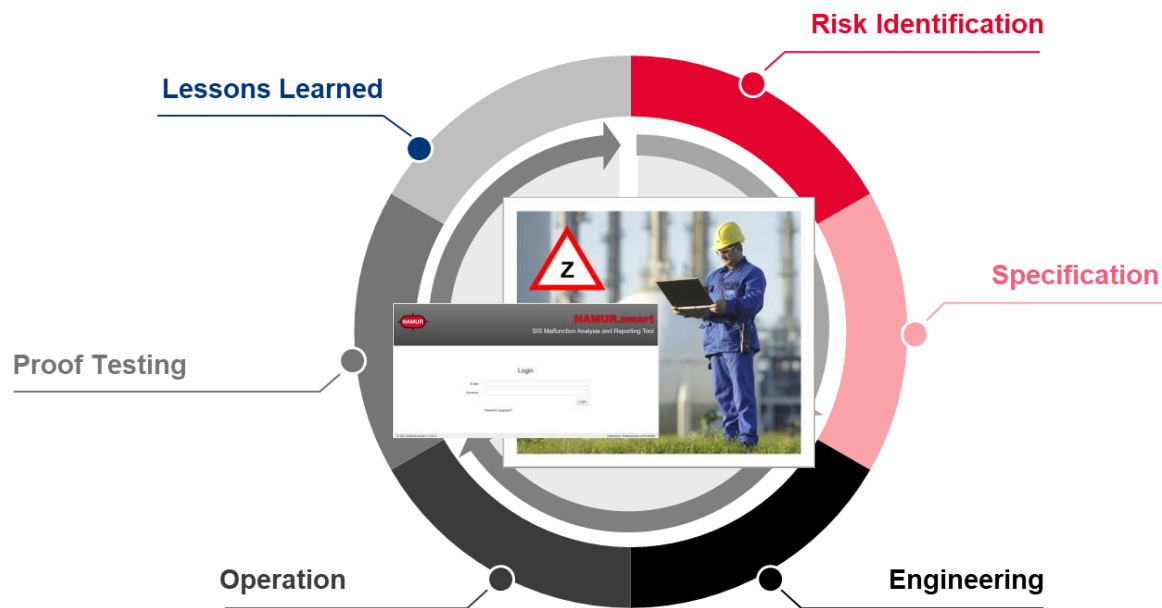 Risk Identification
Lessons Learned
Specification
Z
NAMUR
NAMUR.smart
SIS Malfunction Analysis and Reporting Tool
Login
Proof Testing
Login
Operation
Engineering